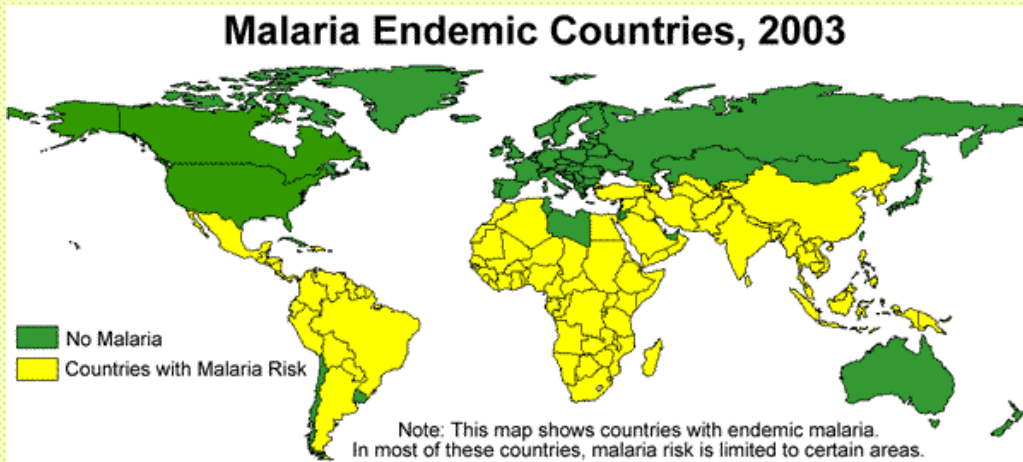 Malaria Endemic Countries, 2003
No Malaria
Countries with Malaria Risk
Note: This map shows countries with endemic malaria.
In most of these countries, malaria risk is limited to certain areas.